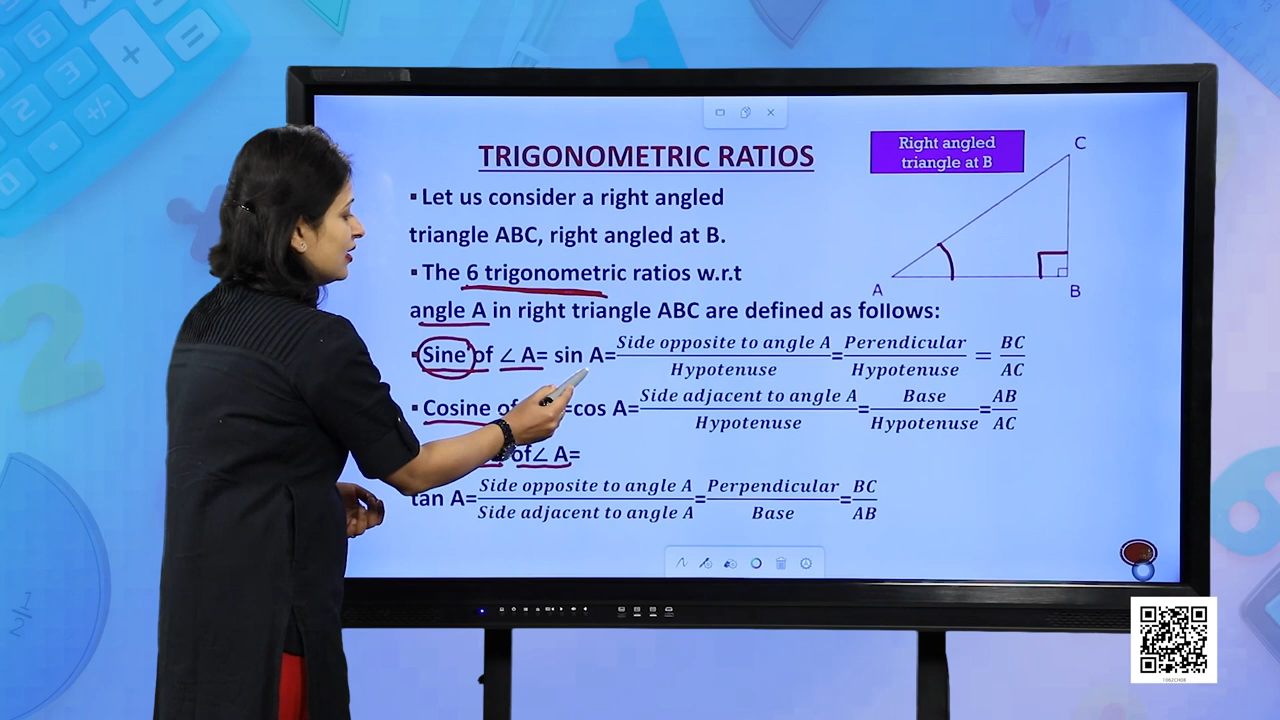 TRIGONOMETRIC RATIOS
Right angled
triangle at B
C
A
B
▪ Let us consider a right angled
triangle ABC, right angled at B.
▪ The 6 trigonometric ratios w.r.t
angle A in right triangle ABC are defined as follows:
▪ Sine of ∠ A= sin A= Side opposite to angle A / Hypotenuse = Perendicular / Hypotenuse = BC / AC
▪ Cosine of =cos A= Side adjacent to angle A / Hypotenuse = Base / Hypotenuse = AB / AC
of∠ A=
tan A= Side opposite to angle A / Side adjacent to angle A = Perpendicular / Base = BC / AB
1062CH08